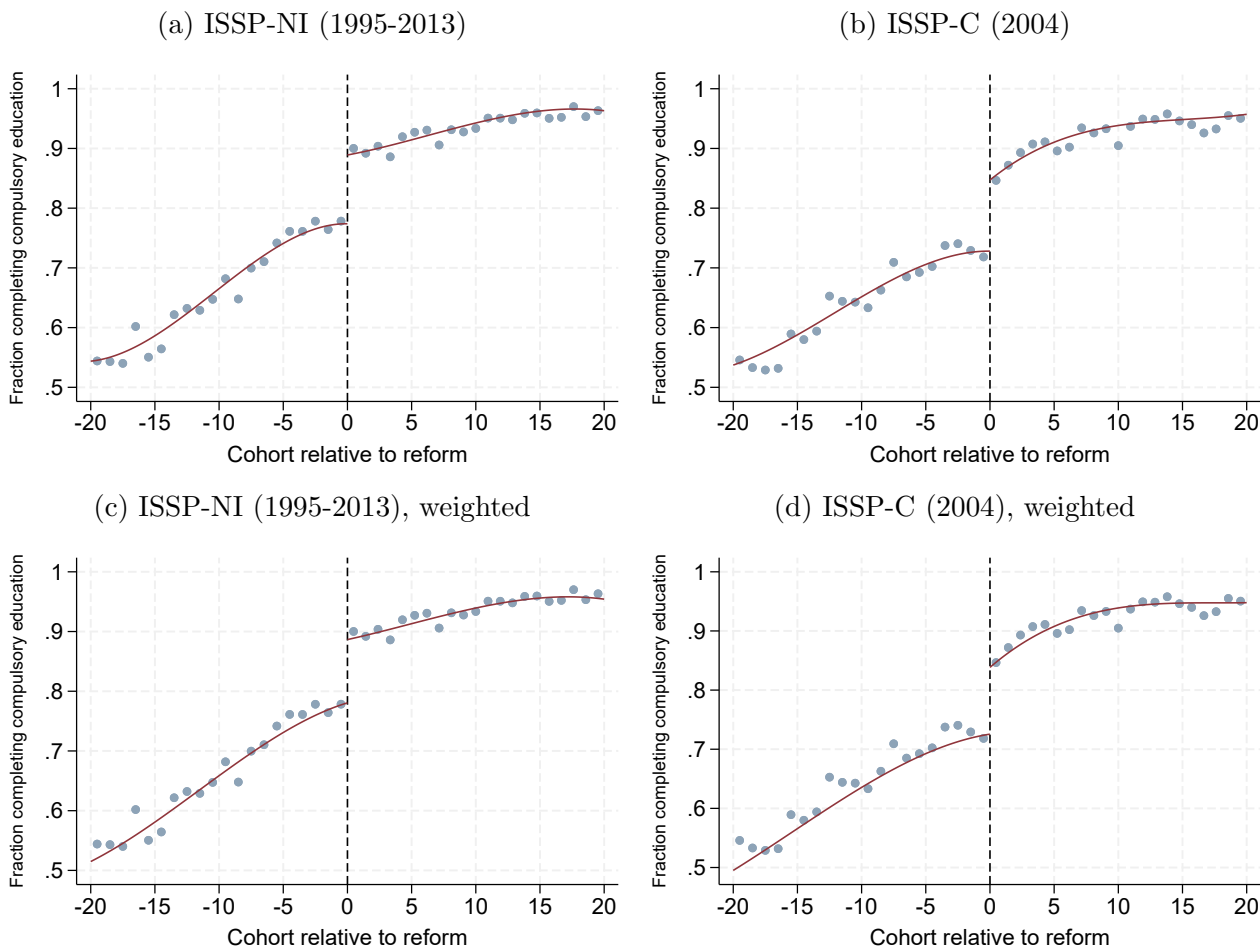 (a) ISSP-NI (1995-2013)
Fraction completing compulsory education
1
.9
.8
.7
.6
.5
-20 -15 -10 -5 0 5 10 15 20
Cohort relative to reform
(b) ISSP-C (2004)
Fraction completing compulsory education
1
.9
.8
.7
.6
.5
-20 -15 -10 -5 0 5 10 15 20
Cohort relative to reform
(c) ISSP-NI (1995-2013), weighted
Fraction completing compulsory education
1
.9
.8
.7
.6
.5
-20 -15 -10 -5 0 5 10 15 20
Cohort relative to reform
(d) ISSP-C (2004), weighted
Fraction completing compulsory education
1
.9
.8
.7
.6
.5
-20 -15 -10 -5 0 5 10 15 20
Cohort relative to reform